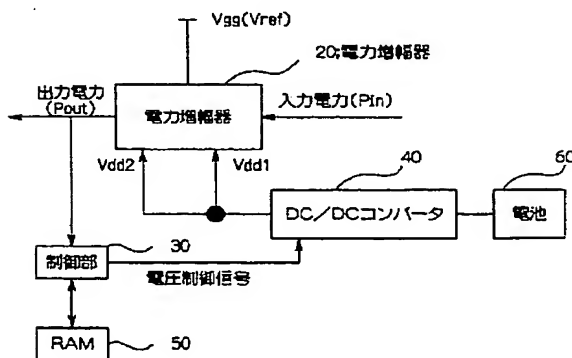 Vgg(Vref)
20;電力増幅器
出力電力
(Pout)
電力増幅器
入力電力(Pin)
Vdd2
Vdd1
40
60
DC/DCコンバータ
電池
30
制御部
電圧制御信号
RAM
50